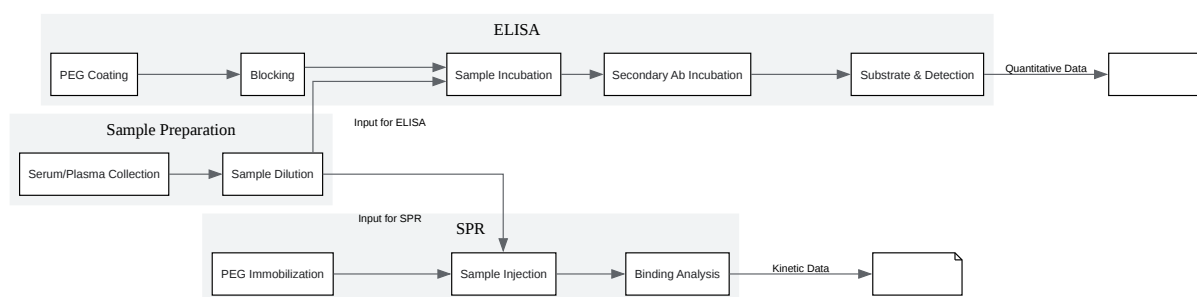 ELISA
PEG Coating
Blocking
Sample Incubation
Secondary Ab Incubation
Substrate & Detection
Quantitative Data
Sample Preparation
Input for ELISA
Serum/Plasma Collection
Sample Dilution
Input for SPR
SPR
PEG Immobilization
Sample Injection
Binding Analysis
Kinetic Data